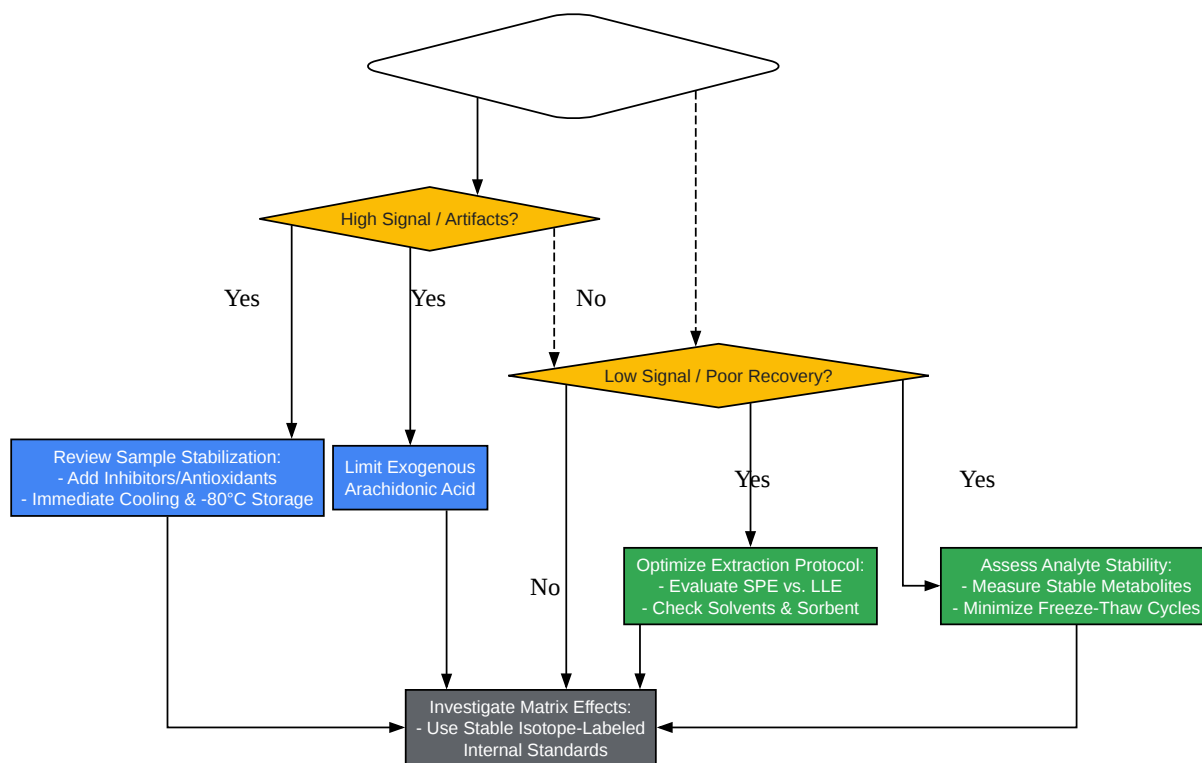 High Signal / Artifacts?
Yes
Yes
No
Low Signal / Poor Recovery?
Review Sample Stabilization:
- Add Inhibitors/Antioxidants
- Immediate Cooling & -80°C Storage
Limit Exogenous
Arachidonic Acid
Yes
Yes
No
Optimize Extraction Protocol:
- Evaluate SPE vs. LLE
- Check Solvents & Sorbent
Assess Analyte Stability:
- Measure Stable Metabolites
- Minimize Freeze-Thaw Cycles
Investigate Matrix Effects:
- Use Stable Isotope-Labeled
Internal Standards